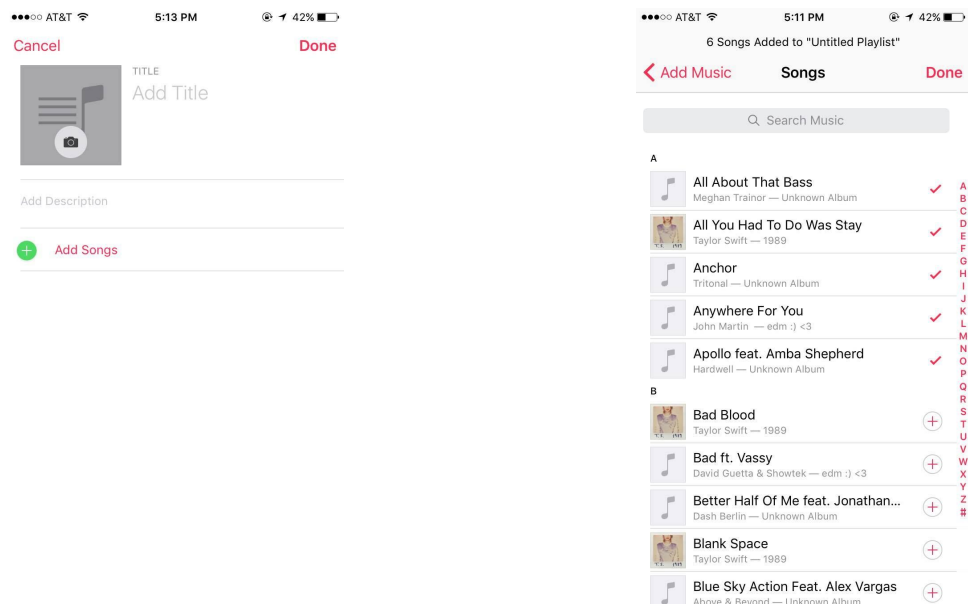 AT&T 5:13 PM 42%
Cancel Done
TITLE
Add Title
Add Description
Add Songs
AT&T 5:11 PM 42%
6 Songs Added to "Untitled Playlist"
Add Music Songs Done
Search Music
A
All About That Bass
Meghan Trainor — Unknown Album
All You Had To Do Was Stay
Taylor Swift — 1989
Anchor
Tritonal — Unknown Album
Anywhere For You
John Martin — edm :) <3
Apollo feat. Amba Shepherd
Hardwell — Unknown Album
B
Bad Blood
Taylor Swift — 1989
Bad ft. Vassy
David Guetta & Showtek — edm :) <3
Better Half Of Me feat. Jonathan...
Dash Berlin — Unknown Album
Blank Space
Taylor Swift — 1989
Blue Sky Action Feat. Alex Vargas
Above & Beyond — Unknown Album
A
B
C
D
E
F
G
H
I
J
K
L
M
N
O
P
Q
R
S
T
U
V
W
X
Y
Z
#